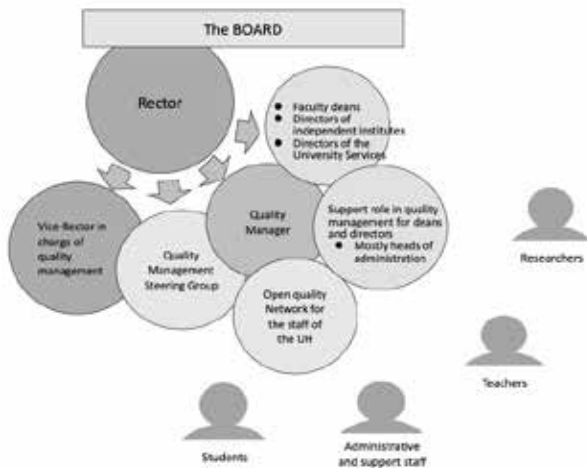 The BOARD
Rector
● Faculty deans
● Directors of
independent institutes
● Directors of the
University Services
Vice-Rector in
charge of
quality
management
Quality
Management
Steering Group
Quality
Manager
Support role in quality
management for deans
and directors
● Mostly heads of
administration
Open quality
Network for
the staff of
the UH
Researchers
Teachers
Students
Administrative
and support staff